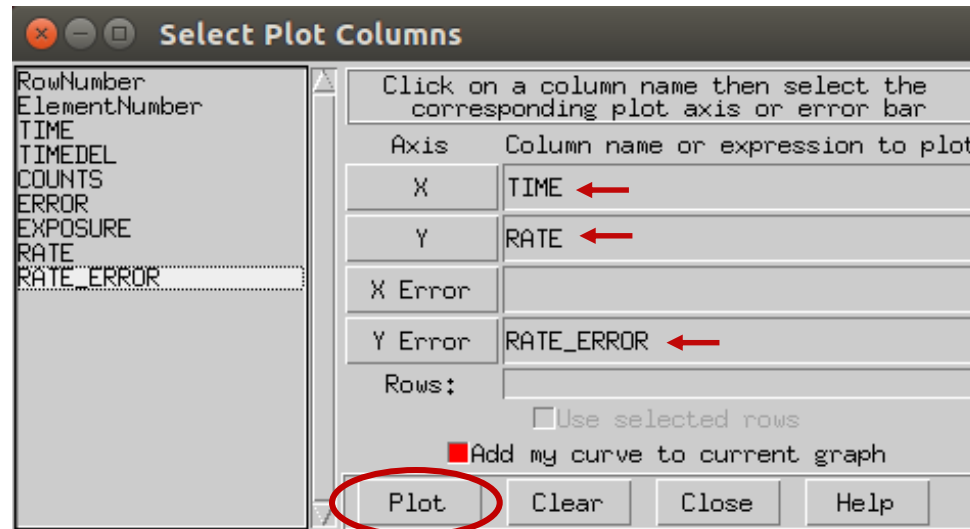 Select Plot Columns
RowNumber
ElementNumber
TIME
TIMEDEL
COUNTS
ERROR
EXPOSURE
RATE
RATE_ERROR
Click on a column name then select the
corresponding plot axis or error bar
Axis Column name or expression to plot
X TIME
Y RATE
X Error
Y Error RATE_ERROR
Rows:
Use selected rows
Add my curve to current graph
Plot Clear Close Help